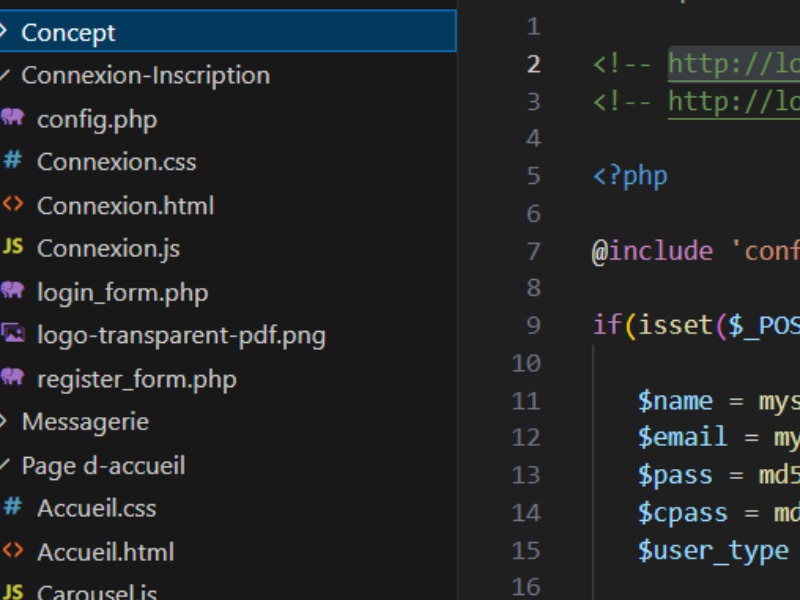 Concept
Connexion-Inscription
config.php
# Connexion.css
<> Connexion.html
JS Connexion.js
login_form.php
logo-transparent-pdf.png
register_form.php
Messagerie
Page d-accueil
# Accueil.css
<> Accueil.html
JS Carousel.js
1
2 <!-- http://lo
3 <!-- http://lo
4
5 <?php
6
7 @include 'conf
8
9 if(isset($_POS
10
11 $name = mys
12 $email = my
13 $pass = md5
14 $cpass = md
15 $user_type
16